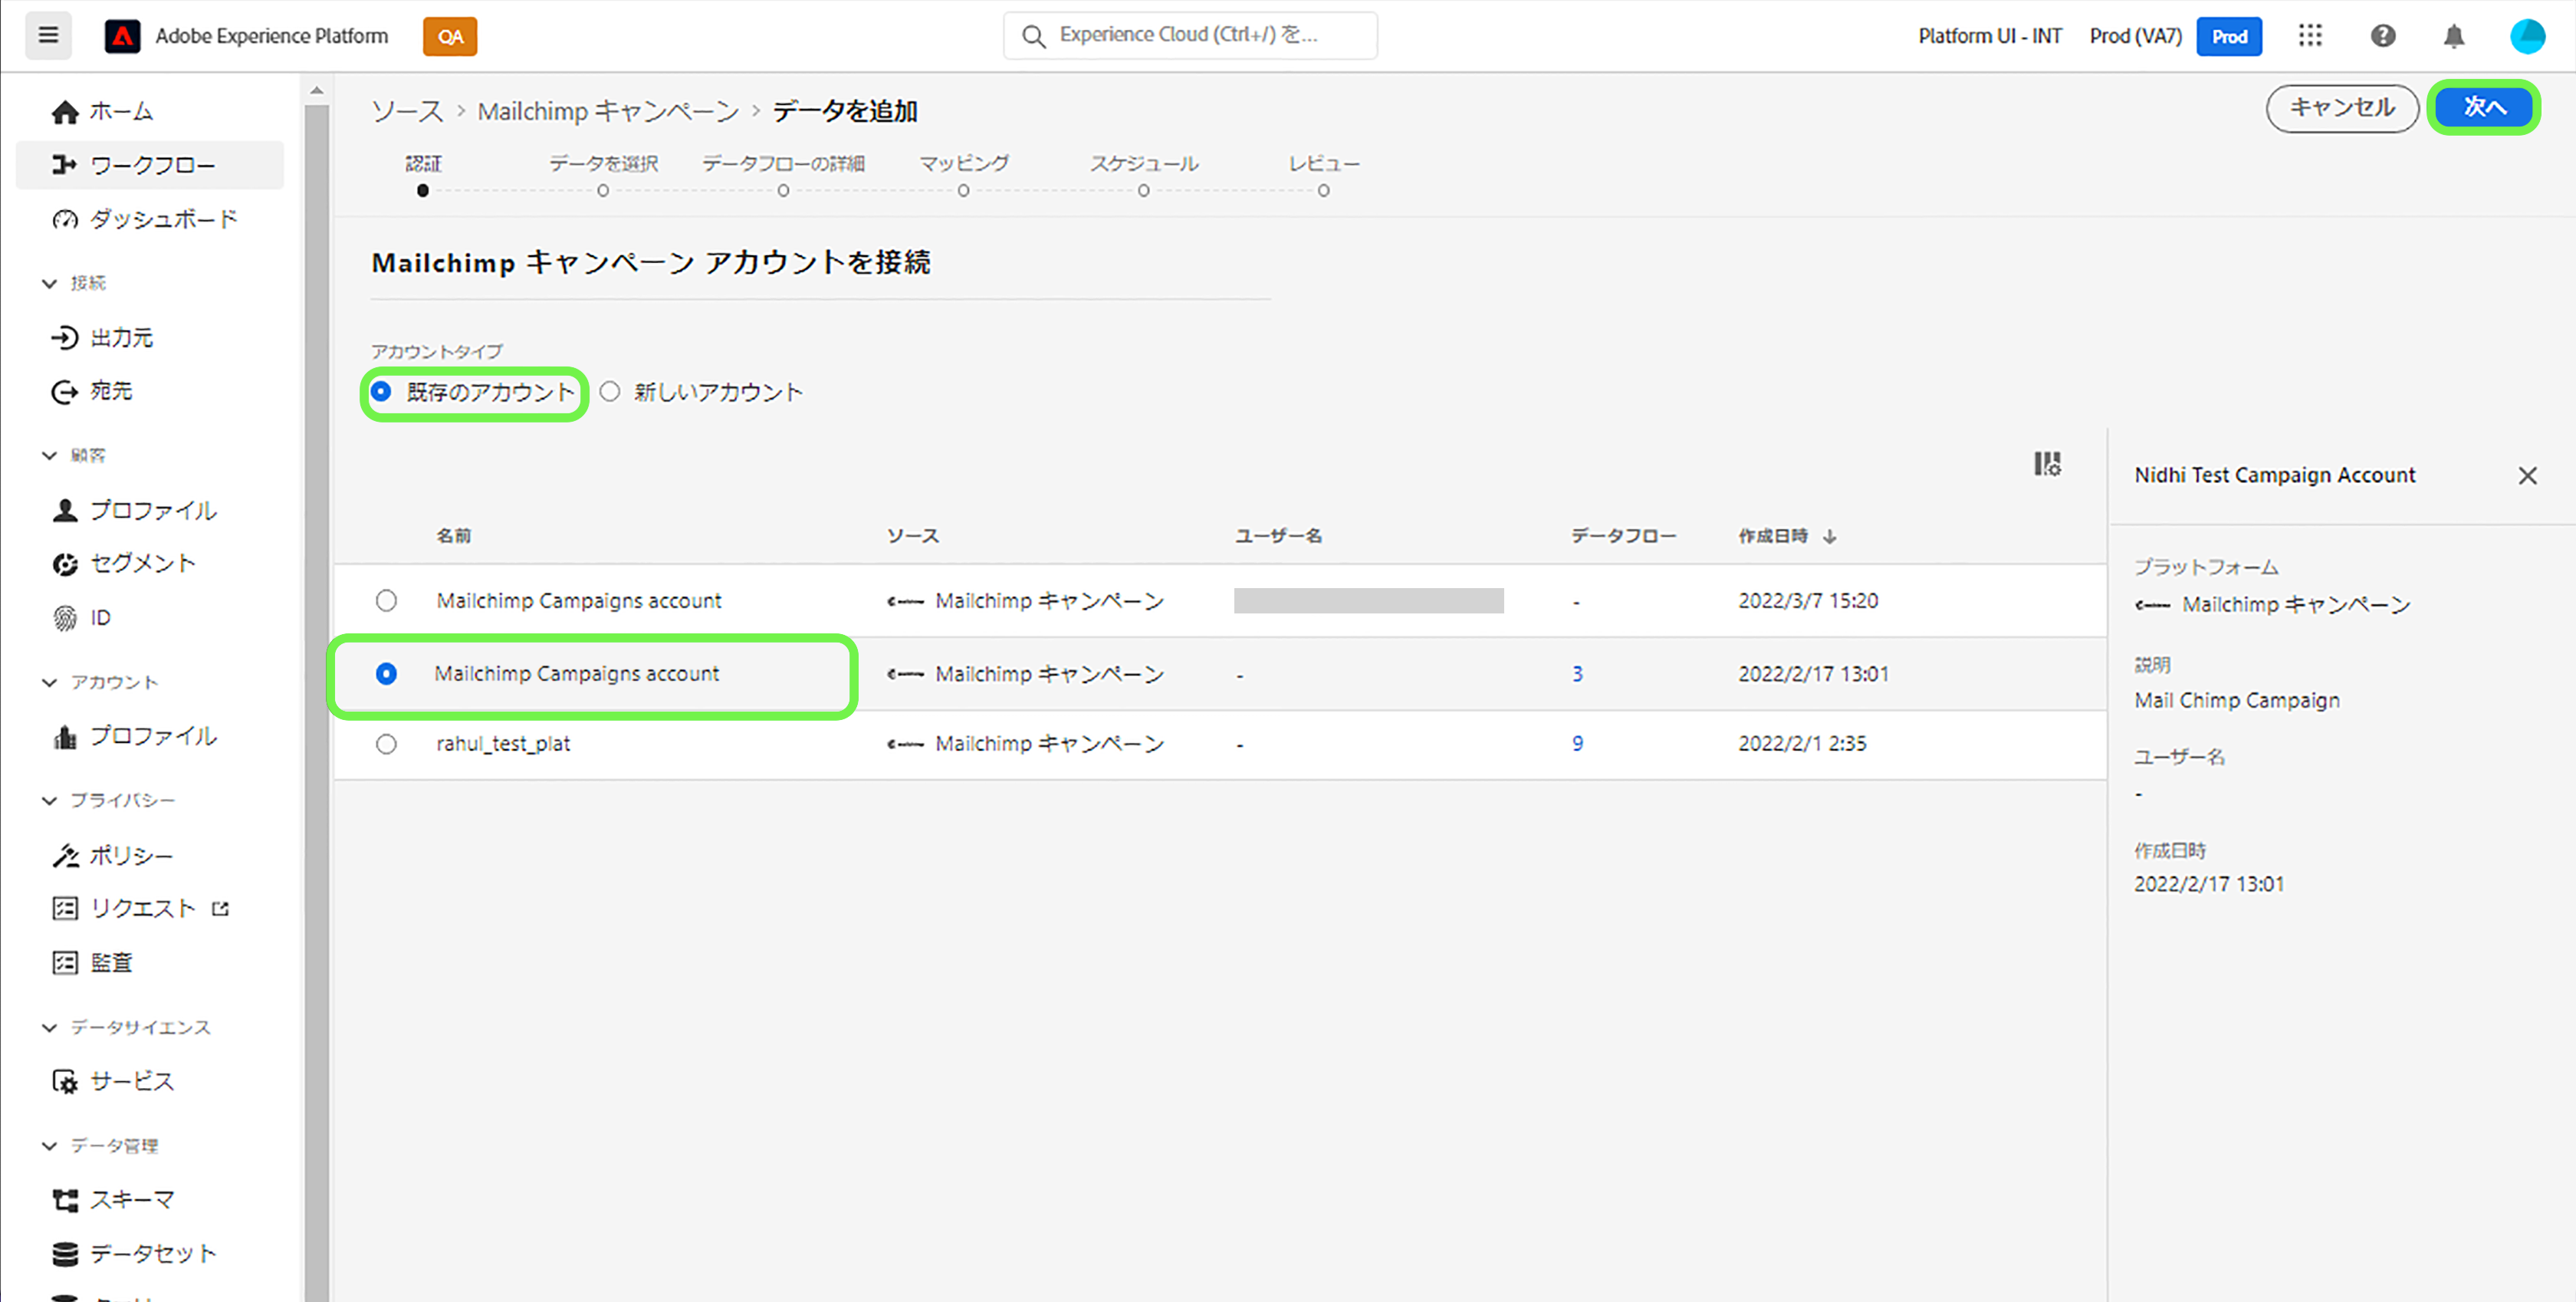 Adobe Experience Platform
QA
Experience Cloud (Ctrl+/) を...
Platform UI - INT
Prod (VA7)
Prod
ホーム
ワークフロー
ダッシュボード
接続
出力元
宛先
顧客
プロファイル
セグメント
ID
アカウント
プロファイル
プライバシー
ポリシー
リクエスト
監査
データサイエンス
サービス
データ管理
スキーマ
データセット
ソース > Mailchimp キャンペーン > データを追加
キャンセル
次へ
認証
データを選択
データフローの詳細
マッピング
スケジュール
レビュー
Mailchimp キャンペーン アカウントを接続
アカウントタイプ
既存のアカウント
新しいアカウント
名前 ソース ユーザー名 データフロー 作成日時 ↓
Mailchimp Campaigns account Mailchimp キャンペーン - 2022/3/7 15:20
Mailchimp Campaigns account Mailchimp キャンペーン - 3 2022/2/17 13:01
rahul_test_plat Mailchimp キャンペーン - 9 2022/2/1 2:35
Nidhi Test Campaign Account
プラットフォーム
Mailchimp キャンペーン
説明
Mail Chimp Campaign
ユーザー名
-
作成日時
2022/2/17 13:01